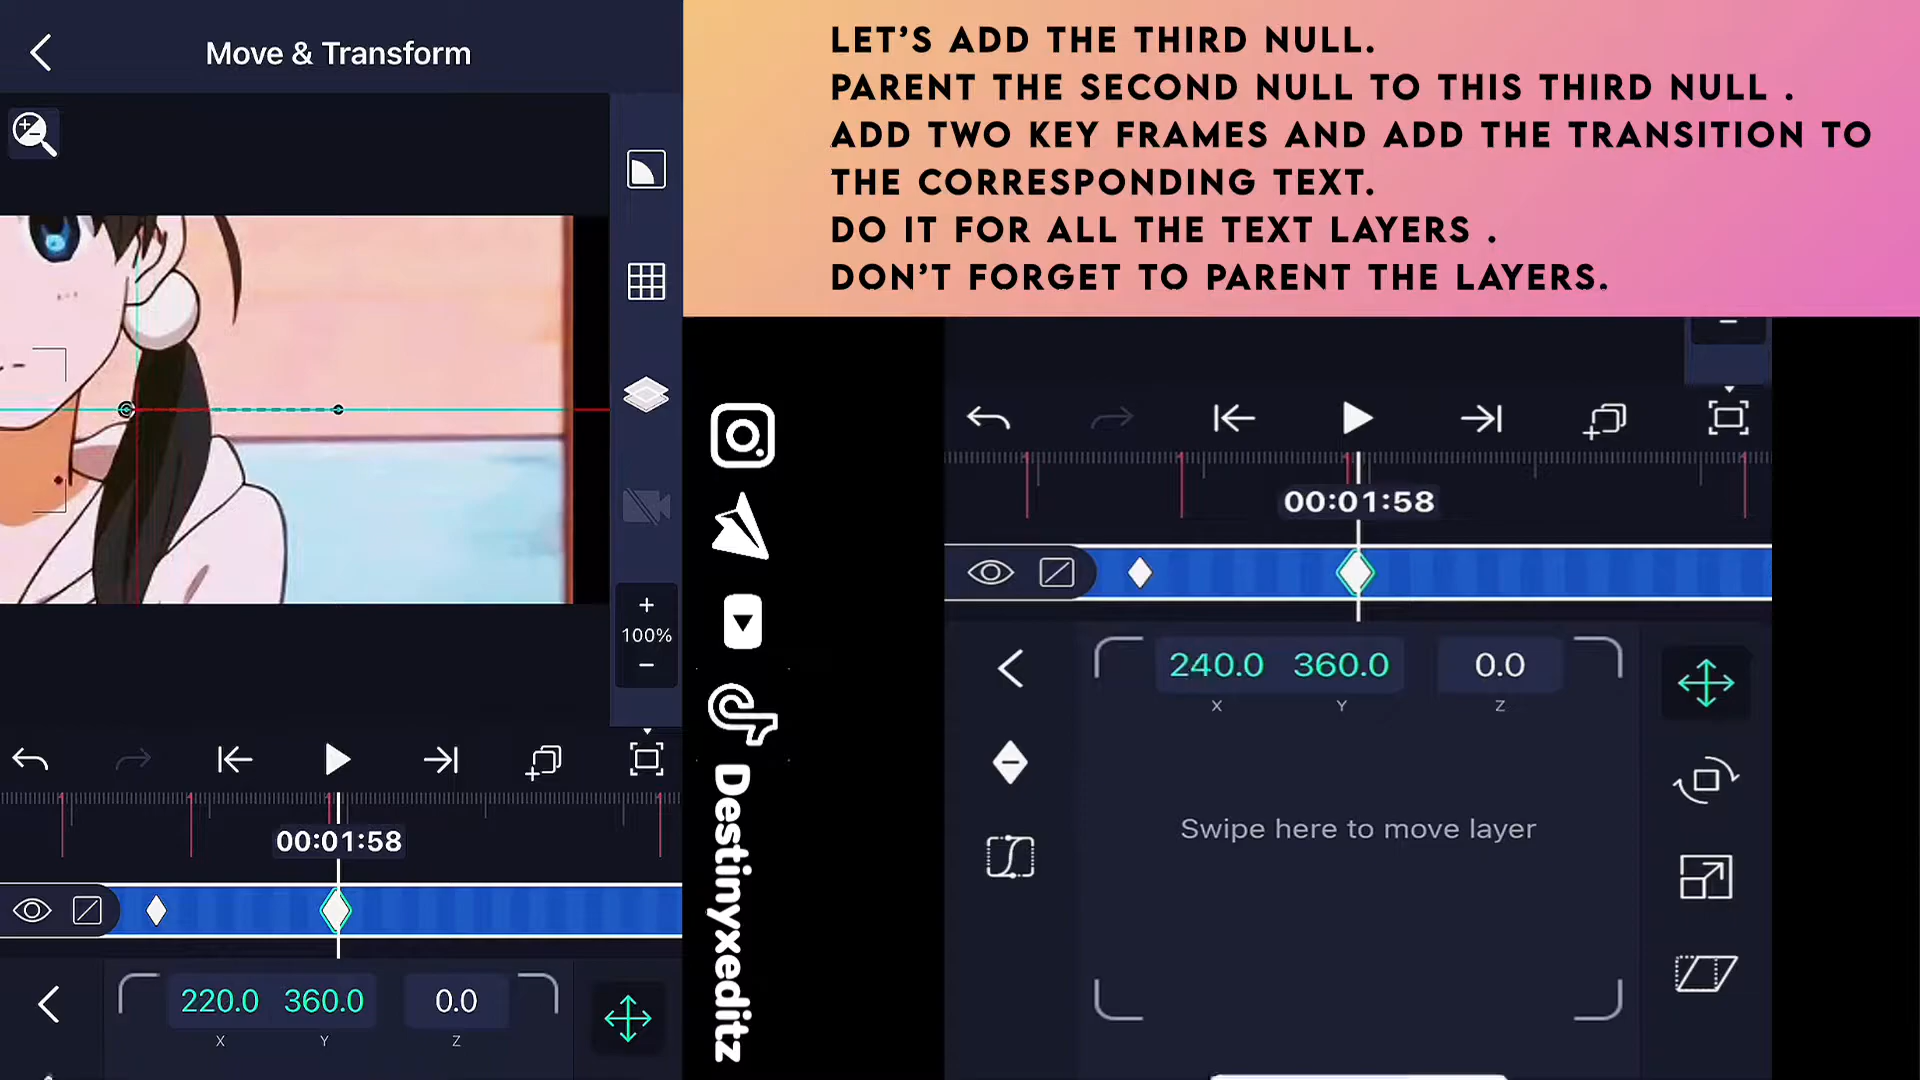 Move & Transform
LET'S ADD THE THIRD NULL.
PARENT THE SECOND NULL TO THIS THIRD NULL .
ADD TWO KEY FRAMES AND ADD THE TRANSITION TO
THE CORRESPONDING TEXT.
DO IT FOR ALL THE TEXT LAYERS .
DON'T FORGET TO PARENT THE LAYERS.
100%
00:01:58
220.0 360.0 0.0
X Y Z
Destinyxeditz
00:01:58
240.0 360.0 0.0
X Y Z
Swipe here to move layer